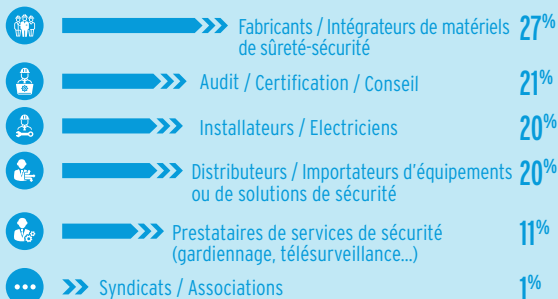 Fabricants / Intégrateurs de matériels 27%
de sûreté-sécurité
Audit / Certification / Conseil 21%
Installateurs / Electriciens 20%
Distributeurs / Importateurs d'équipements 20%
ou de solutions de sécurité
Prestataires de services de sécurité 11%
(gardiennage, télésurveillance...)
Syndicats / Associations 1%